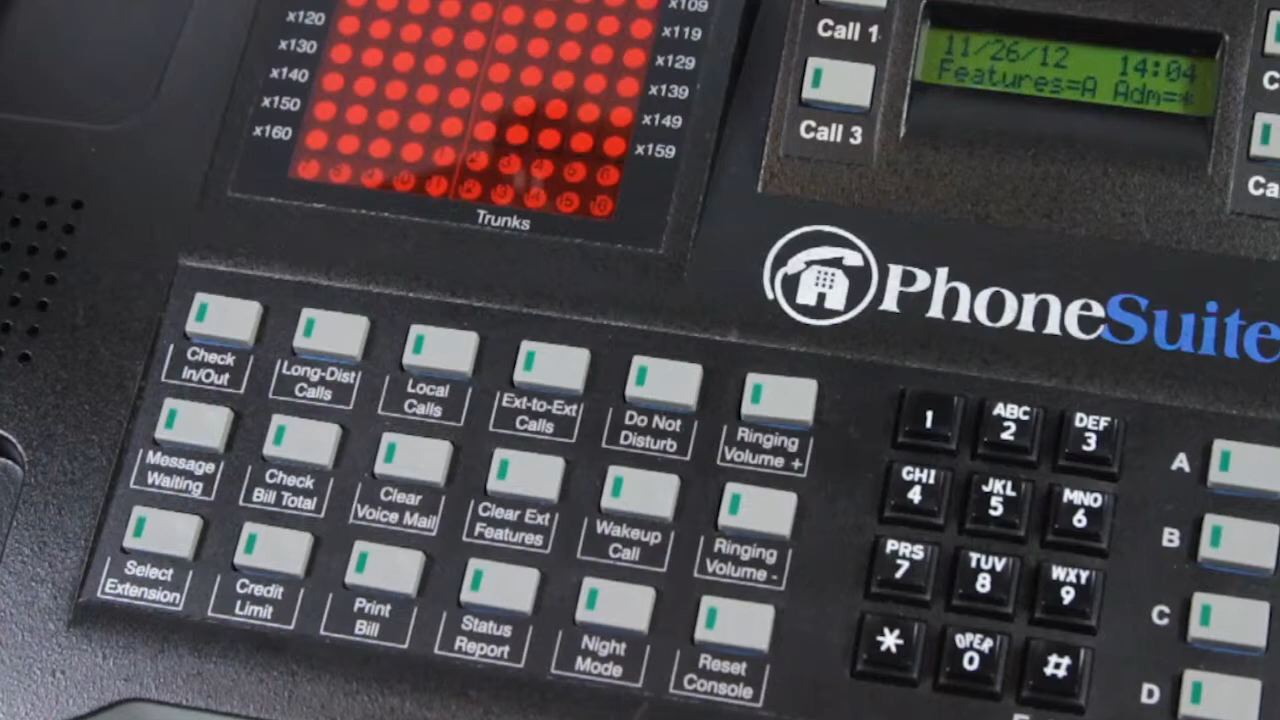 x120
x130
x140
x150
x160
x109
x119
x129
x139
x149
x159
Trunks
Call 1
Call 3
11/26/12 14:04
Features=A Adm=*
C
Ca
PhoneSuite
Check
In/Out
Long-Dist
Calls
Local
Calls
Ext-to-Ext
Calls
Do Not
Disturb
Ringing
Volume +
Message
Waiting
Check
Bill Total
Clear
Voice Mail
Clear Ext
Features
Wakeup
Call
Ringing
Volume -
Select
Extension
Credit
Limit
Print
Bill
Status
Report
Night
Mode
Reset
Console
1
ABC
2
DEF
3
GHI
4
JKL
5
MNO
6
PRS
7
TUV
8
WXY
9
*
OPER
0
#
A
B
C
D